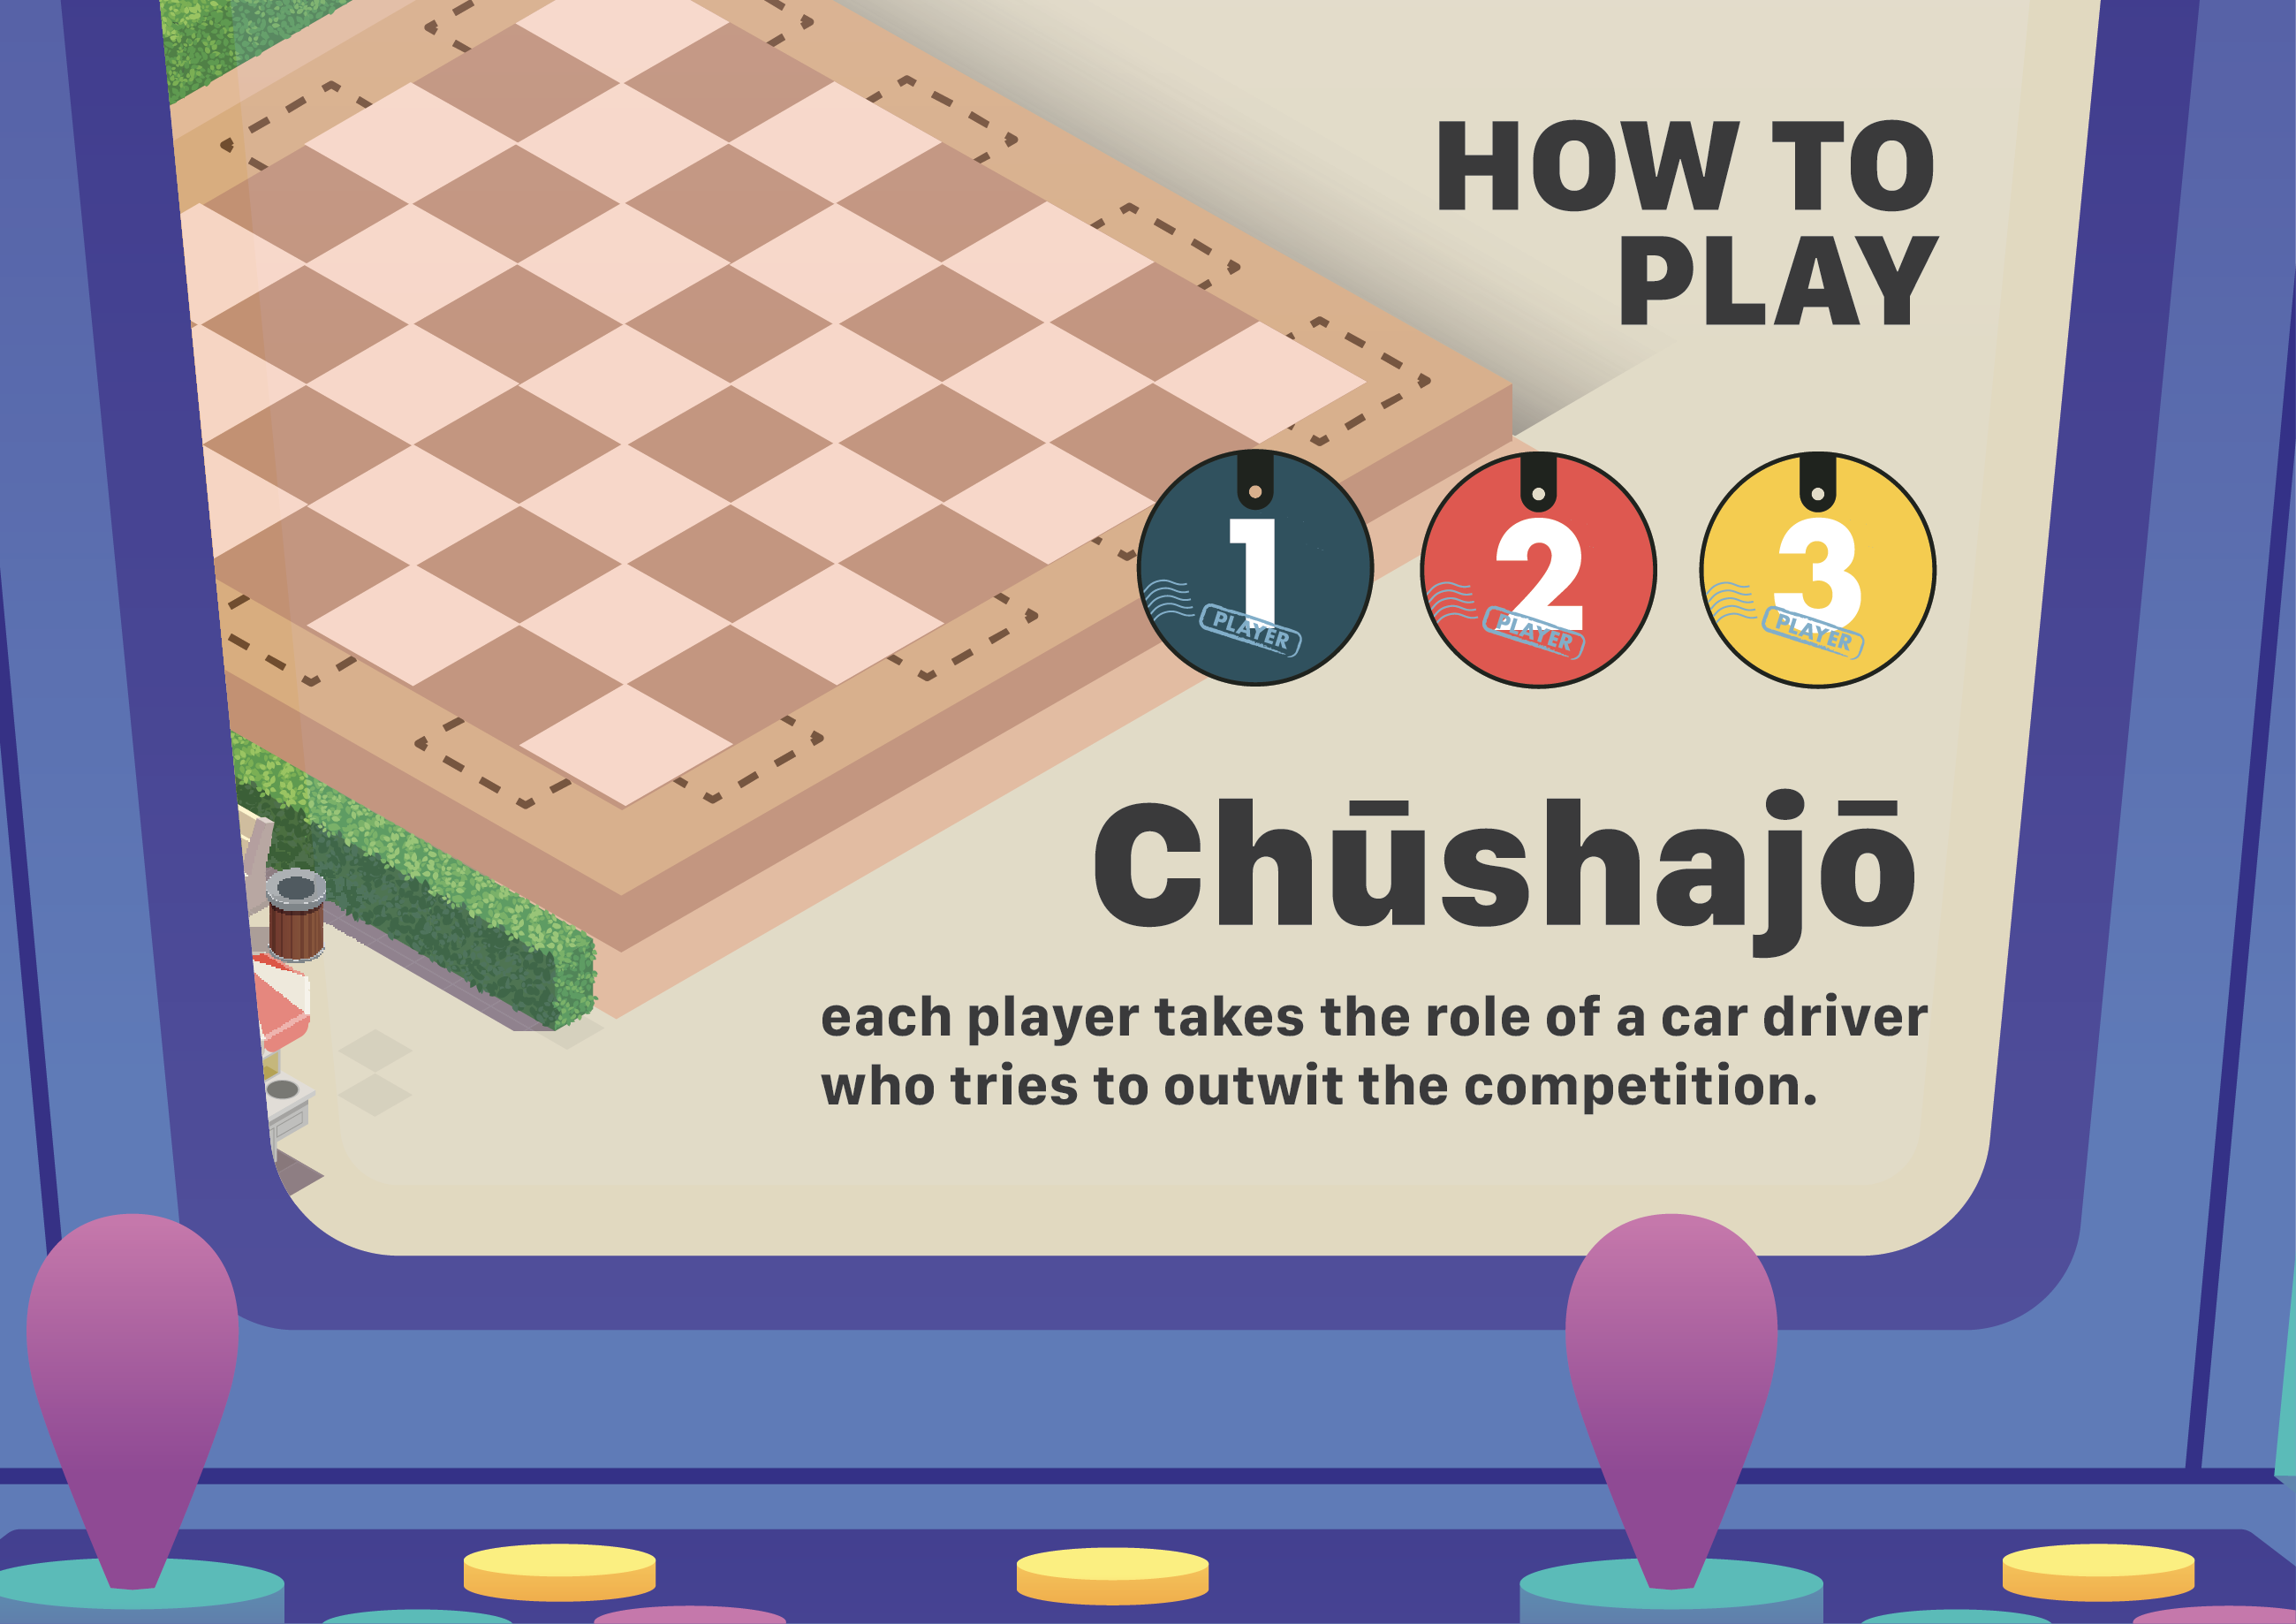 HOW TO
PLAY
1 2 3
PLAYER PLAYER PLAYER
Chūshajō
each player takes the role of a car driver
who tries to outwit the competition.